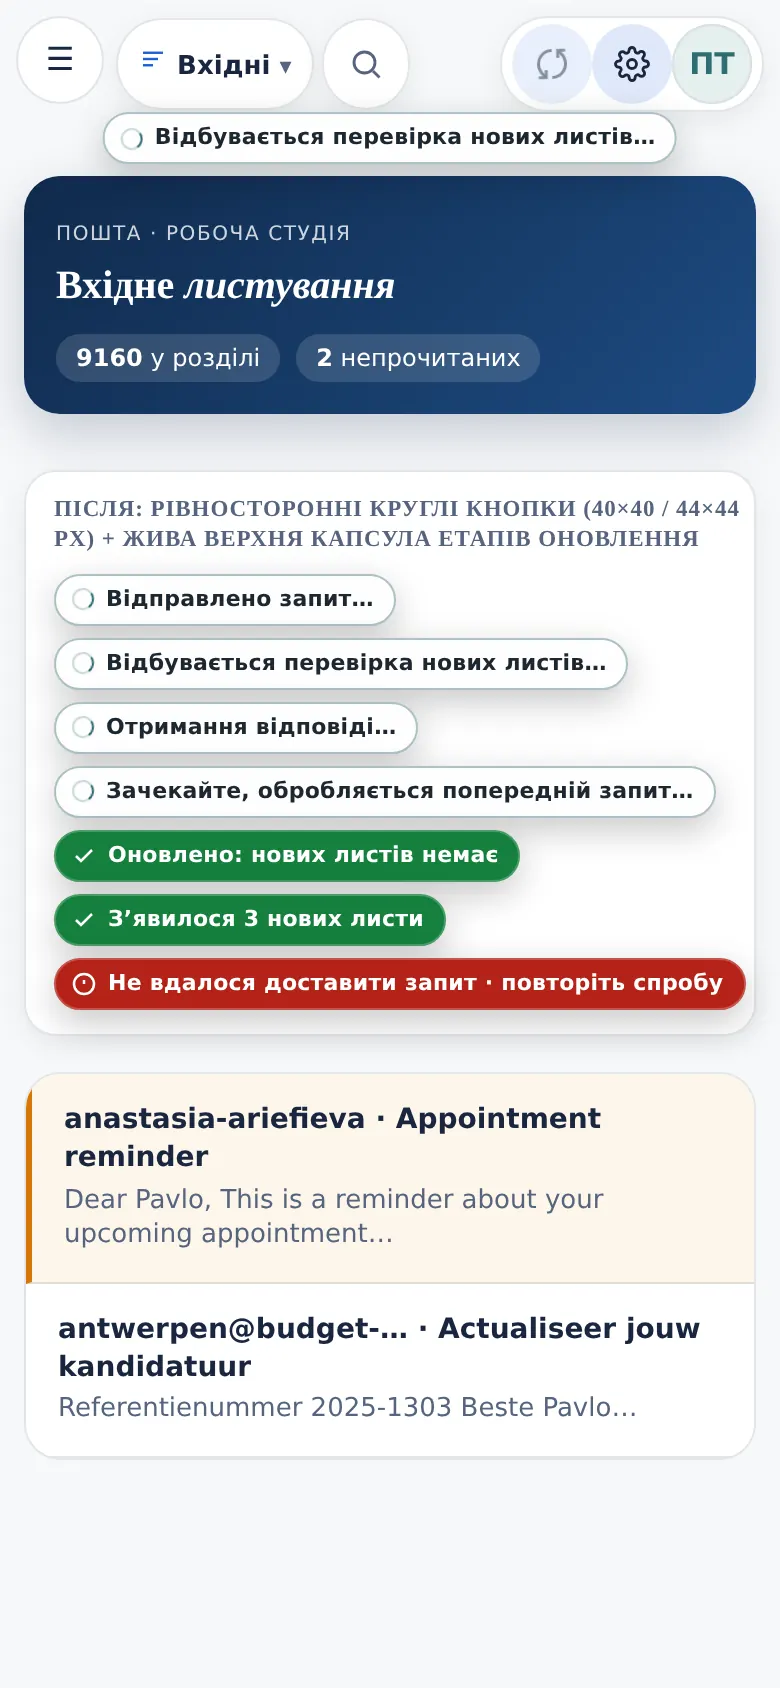 ☰ Вхідні ▾ ПТ
Відбувається перевірка нових листів…
ПОШТА · РОБОЧА СТУДІЯ
Вхідне листування
9160 у розділі 2 непрочитаних
ПІСЛЯ: РІВНОСТОРОННІ КРУГЛІ КНОПКИ (40×40 / 44×44
PX) + ЖИВА ВЕРХНЯ КАПСУЛА ЕТАПІВ ОНОВЛЕННЯ
Відправлено запит…
Відбувається перевірка нових листів…
Отримання відповіді…
Зачекайте, обробляється попередній запит…
Оновлено: нових листів немає
З’явилося 3 нових листи
Не вдалося доставити запит · повторіть спробу
anastasia-ariefieva · Appointment
reminder
Dear Pavlo, This is a reminder about your
upcoming appointment…
antwerpen@budget-… · Actualiseer jouw
kandidatuur
Referentienummer 2025-1303 Beste Pavlo…